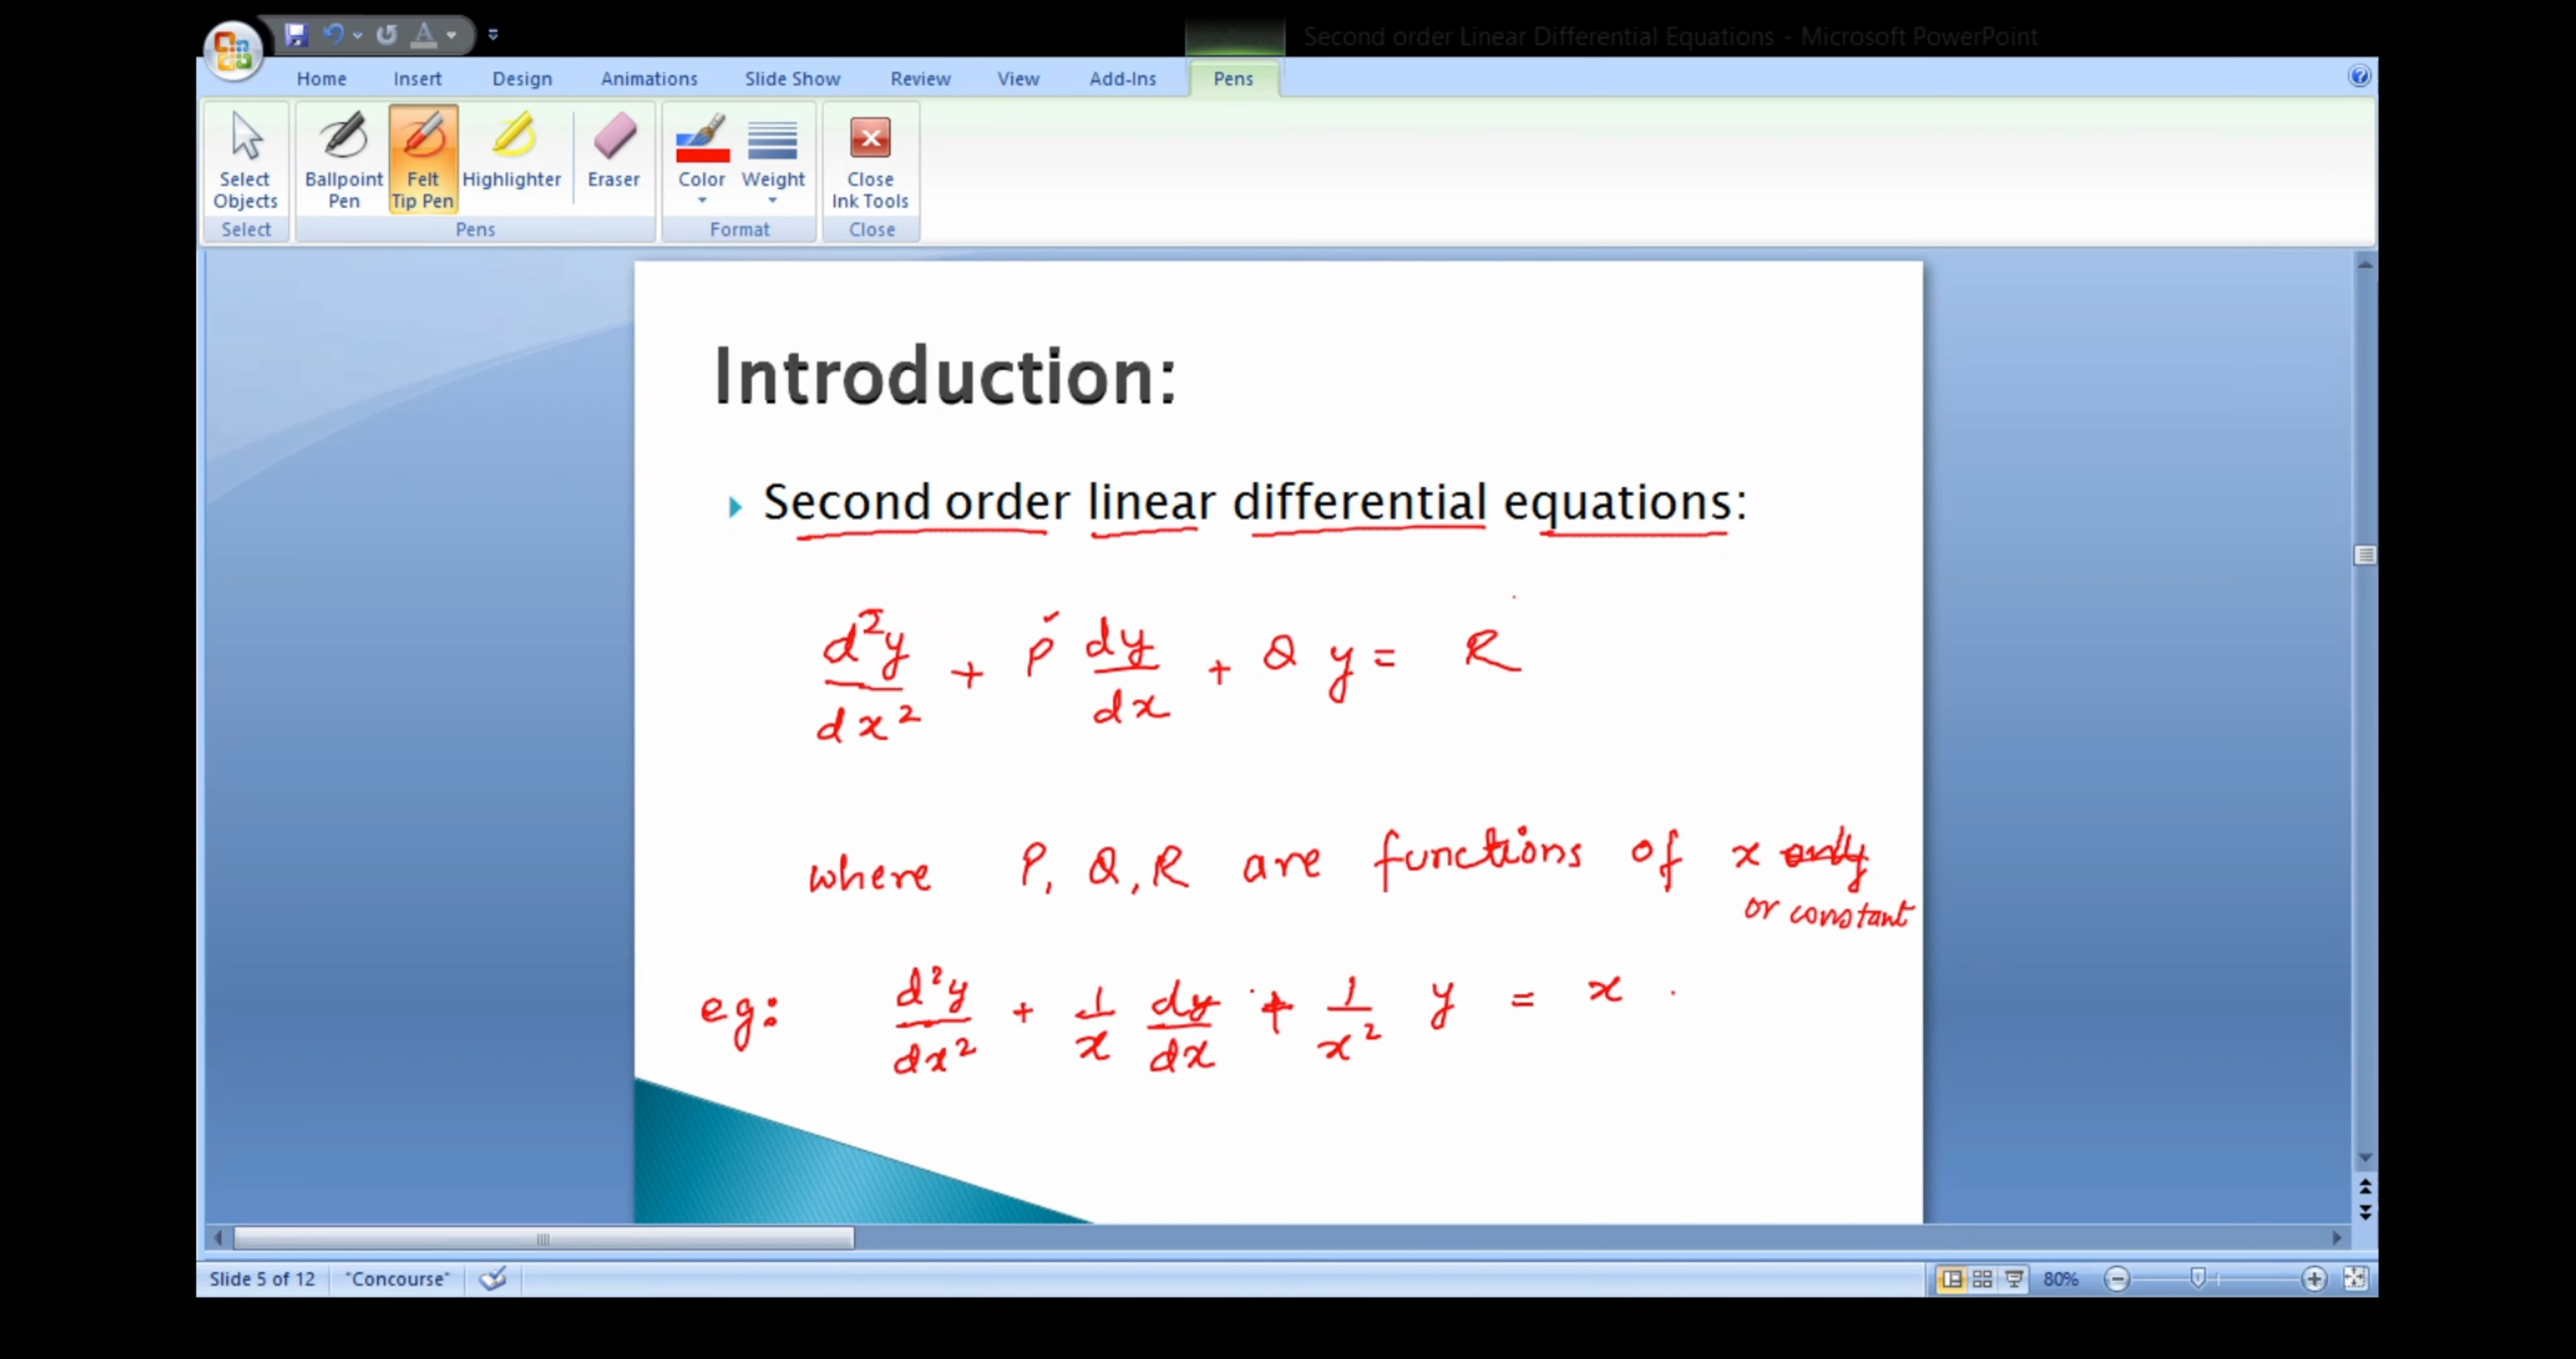 Second order Linear Differential Equations - Microsoft PowerPoint
Home Insert Design Animations Slide Show Review View Add-Ins Pens
Select Objects Ballpoint Pen Felt Tip Pen Highlighter Eraser Color Weight Close Ink Tools
Select Pens Format Close
Introduction:
Second order linear differential equations:
d²y/dx² + P dy/dx + Q y = R
where P, Q, R are functions of x only
or constant
eg: d²y/dx² + 1/x dy/dx + 1/x² y = x
Slide 5 of 12 "Concourse" 80%